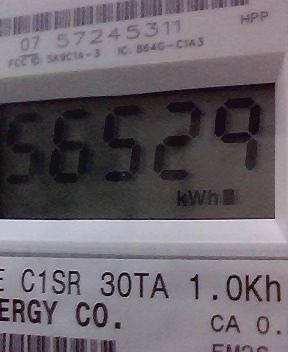 HPP
07 57245311
FCC ID: SK9C1A-3 IC: 864G-C1A3
56529
kWh
E C1SR 30TA 1.0Kh
ERGY CO.
CA 0.